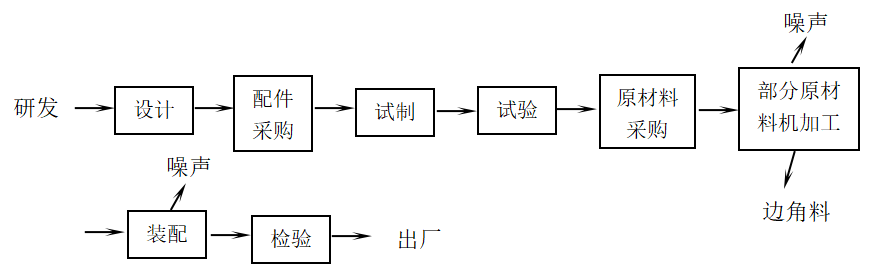 噪声
研发
设计
配件
采购
试制
试验
原材料
采购
部分原材
料机加工
边角料
噪声
装配
检验
出厂